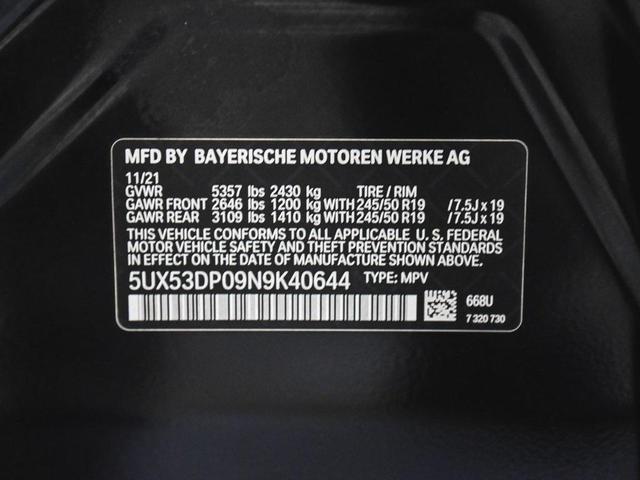 MFD BY BAYERISCHE MOTOREN WERKE AG
11/21
GVWR 5357 lbs 2430 kg TIRE / RIM
GAWR FRONT 2646 lbs 1200 kg WITH 245/50 R19 /7.5J x 19
GAWR REAR 3109 lbs 1410 kg WITH 245/50 R19 /7.5J x 19
THIS VEHICLE CONFORMS TO ALL APPLICABLE U. S. FEDERAL
MOTOR VEHICLE SAFETY AND THEFT PREVENTION STANDARDS
IN EFFECT ON THE DATE OF MANUFACTURE SHOWN ABOVE.
5UX53DP09N9K40644 TYPE: MPV
668U
7 320 730